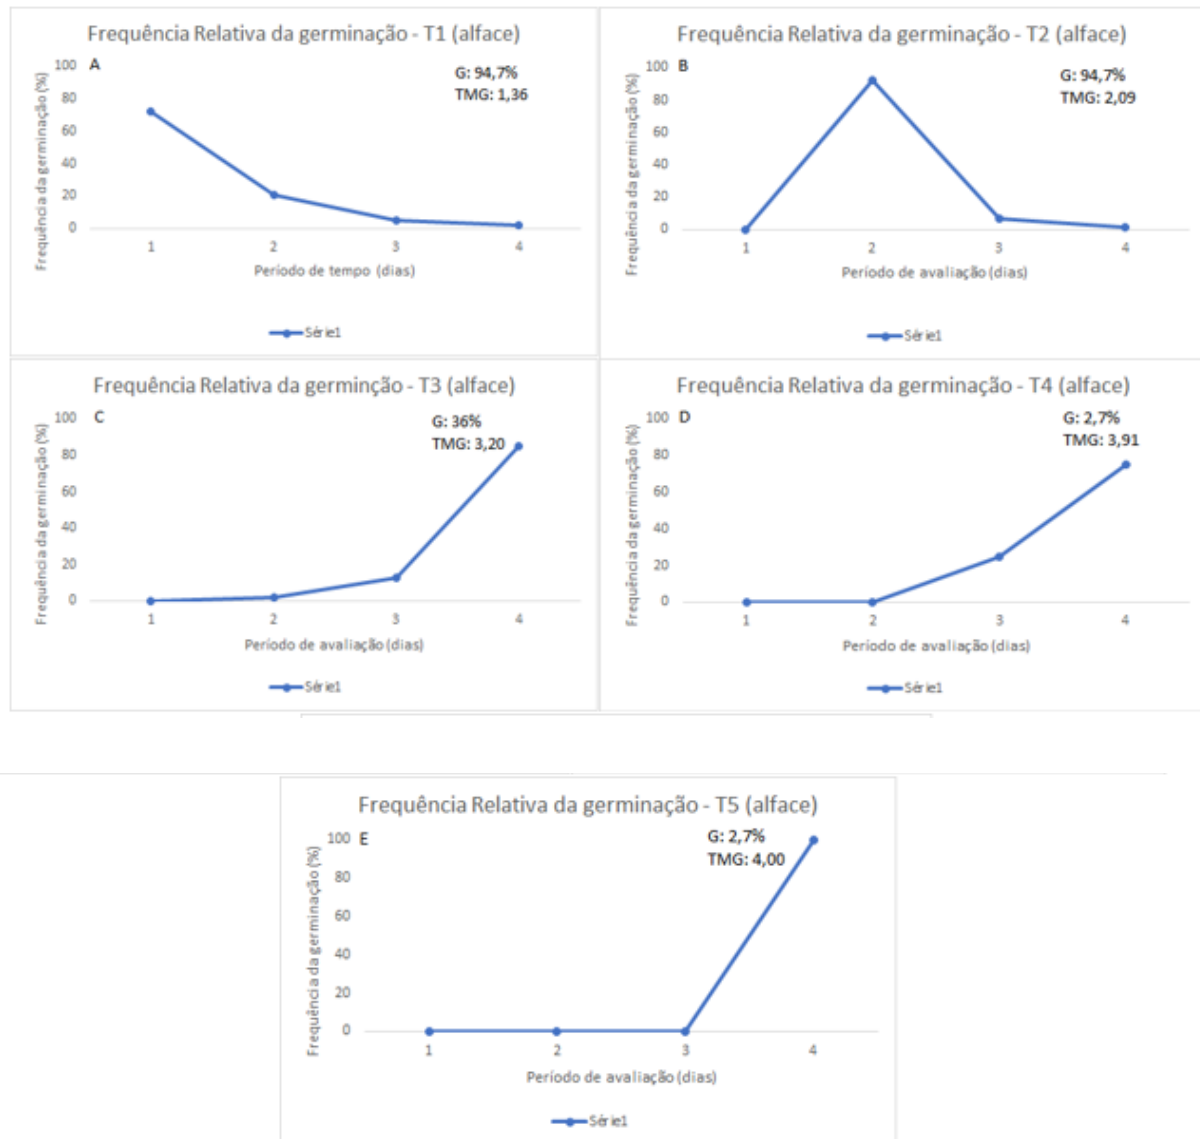 Frequência Relativa da germinação - T1 (alface)
A
G: 94,7%
TMG: 1,36
Frequência da germinação (%)
100
80
60
40
20
0
1 2 3 4
Período de tempo (dias)
Série1
Frequência Relativa da germinação - T2 (alface)
B
G: 94,7%
TMG: 2,09
Frequência da germinação (%)
100
80
60
40
20
0
1 2 3 4
Período de avaliação (dias)
Série1
Frequência Relativa da germinção - T3 (alface)
C
G: 36%
TMG: 3,20
Frequência da germinação (%)
100
80
60
40
20
0
1 2 3 4
Período de avaliação (dias)
Série1
Frequência Relativa da germinação - T4 (alface)
D
G: 2,7%
TMG: 3,91
Frequência da germinação (%)
100
80
60
40
20
0
1 2 3 4
Período de avaliação (dias)
Série1
Frequência Relativa da germinação - T5 (alface)
E
G: 2,7%
TMG: 4,00
Frequência da germinação (%)
100
80
60
40
20
0
1 2 3 4
Período de avaliação (dias)
Série1